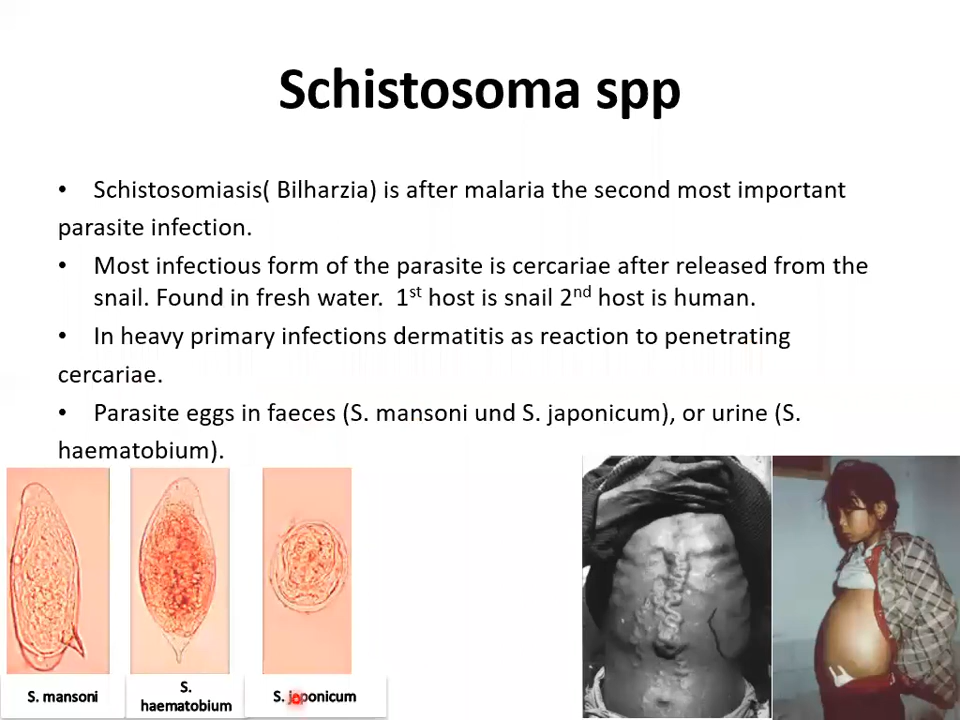 Schistosoma spp
• Schistosomiasis( Bilharzia) is after malaria the second most important
parasite infection.
• Most infectious form of the parasite is cercariae after released from the
snail. Found in fresh water. 1st host is snail 2nd host is human.
• In heavy primary infections dermatitis as reaction to penetrating
cercariae.
• Parasite eggs in faeces (S. mansoni und S. japonicum), or urine (S.
haematobium).
S. mansoni
S.
haematobium
S. japonicum